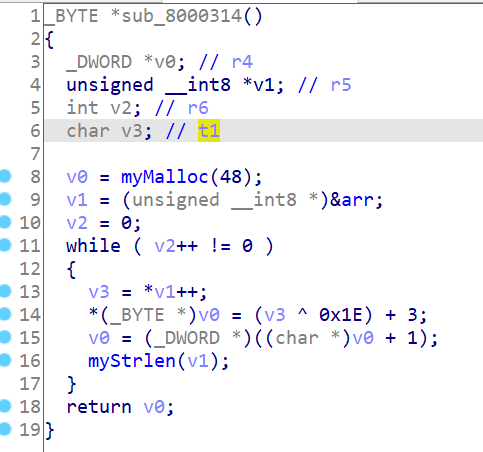 1 _BYTE *sub_8000314()
2 {
3 _DWORD *v0; // r4
4 unsigned __int8 *v1; // r5
5 int v2; // r6
6 char v3; // t1
7
8 v0 = myMalloc(48);
9 v1 = (unsigned __int8 *)&arr;
10 v2 = 0;
11 while ( v2++ != 0 )
12 {
13 v3 = *v1++;
14 *(_BYTE *)v0 = (v3 ^ 0x1E) + 3;
15 v0 = (_DWORD *)((char *)v0 + 1);
16 myStrlen(v1);
17 }
18 return v0;
19 }